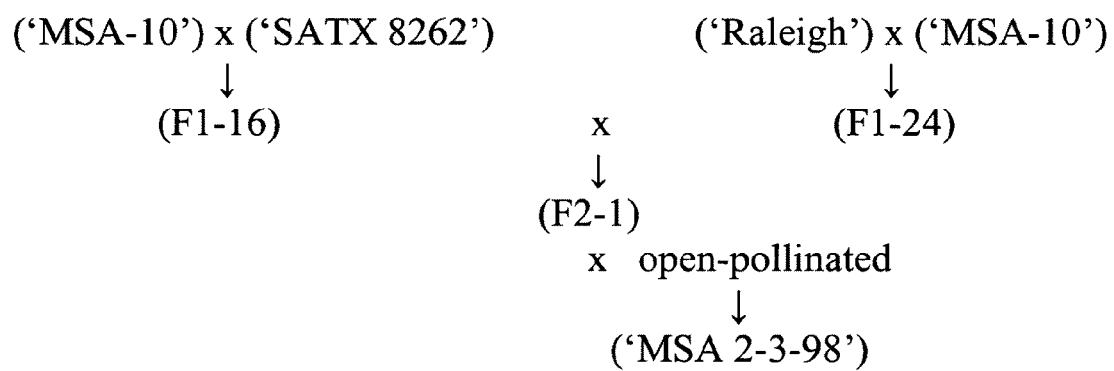 (‘MSA-10’) x (‘SATX 8262’) (‘Raleigh’) x (‘MSA-10’)
↓ ↓
(F1-16) x (F1-24)
↓
(F2-1)
x open-pollinated
↓
(‘MSA 2-3-98’)